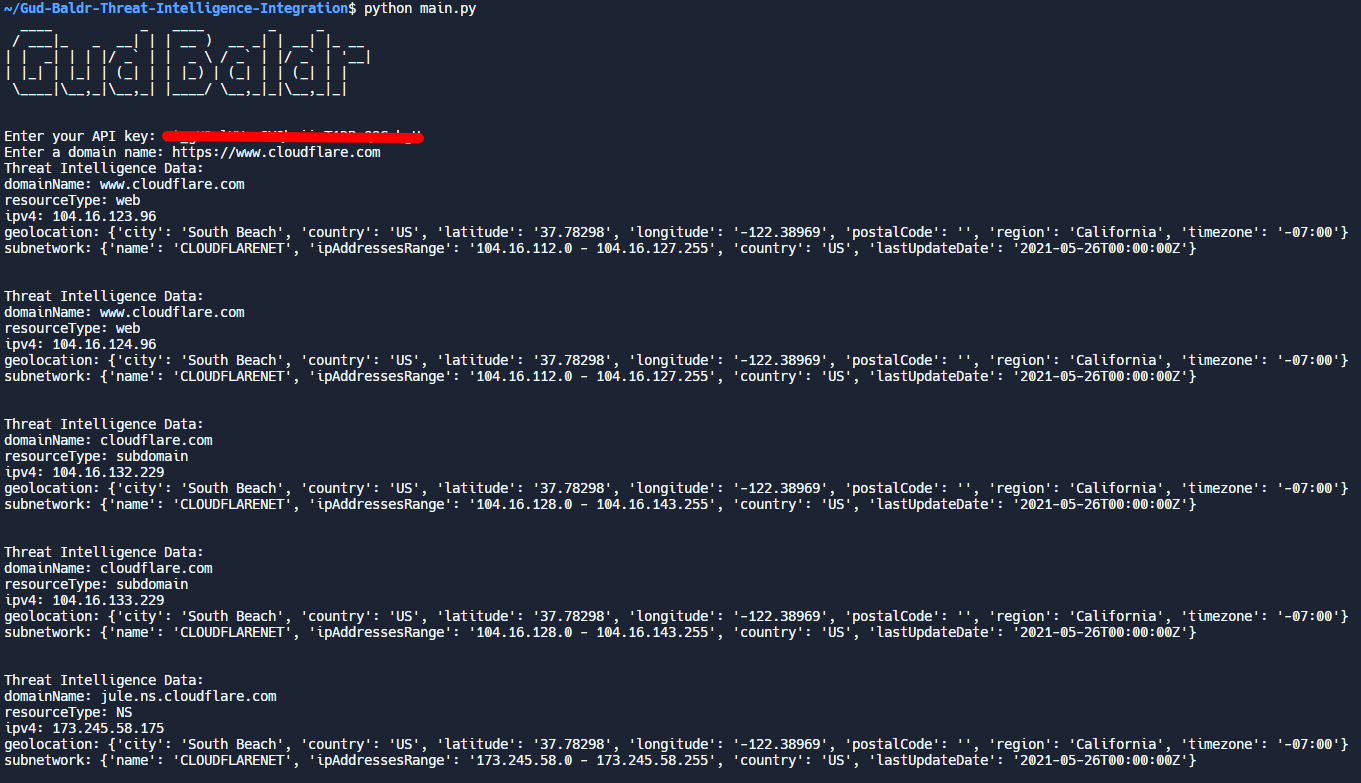 ~/Gud-Baldr-Threat-Intelligence-Integration$ python main.py
Gud Baldr
Enter your API key:
Enter a domain name: https://www.cloudflare.com
Threat Intelligence Data:
domainName: www.cloudflare.com
resourceType: web
ipv4: 104.16.123.96
geolocation: {'city': 'South Beach', 'country': 'US', 'latitude': '37.78298', 'longitude': '-122.38969', 'postalCode': '', 'region': 'California', 'timezone': '-07:00'}
subnetwork: {'name': 'CLOUDFLARENET', 'ipAddressesRange': '104.16.112.0 - 104.16.127.255', 'country': 'US', 'lastUpdateDate': '2021-05-26T00:00:00Z'}
Threat Intelligence Data:
domainName: www.cloudflare.com
resourceType: web
ipv4: 104.16.124.96
geolocation: {'city': 'South Beach', 'country': 'US', 'latitude': '37.78298', 'longitude': '-122.38969', 'postalCode': '', 'region': 'California', 'timezone': '-07:00'}
subnetwork: {'name': 'CLOUDFLARENET', 'ipAddressesRange': '104.16.112.0 - 104.16.127.255', 'country': 'US', 'lastUpdateDate': '2021-05-26T00:00:00Z'}
Threat Intelligence Data:
domainName: cloudflare.com
resourceType: subdomain
ipv4: 104.16.132.229
geolocation: {'city': 'South Beach', 'country': 'US', 'latitude': '37.78298', 'longitude': '-122.38969', 'postalCode': '', 'region': 'California', 'timezone': '-07:00'}
subnetwork: {'name': 'CLOUDFLARENET', 'ipAddressesRange': '104.16.128.0 - 104.16.143.255', 'country': 'US', 'lastUpdateDate': '2021-05-26T00:00:00Z'}
Threat Intelligence Data:
domainName: cloudflare.com
resourceType: subdomain
ipv4: 104.16.133.229
geolocation: {'city': 'South Beach', 'country': 'US', 'latitude': '37.78298', 'longitude': '-122.38969', 'postalCode': '', 'region': 'California', 'timezone': '-07:00'}
subnetwork: {'name': 'CLOUDFLARENET', 'ipAddressesRange': '104.16.128.0 - 104.16.143.255', 'country': 'US', 'lastUpdateDate': '2021-05-26T00:00:00Z'}
Threat Intelligence Data:
domainName: jule.ns.cloudflare.com
resourceType: NS
ipv4: 173.245.58.175
geolocation: {'city': 'South Beach', 'country': 'US', 'latitude': '37.78298', 'longitude': '-122.38969', 'postalCode': '', 'region': 'California', 'timezone': '-07:00'}
subnetwork: {'name': 'CLOUDFLARENET', 'ipAddressesRange': '173.245.58.0 - 173.245.58.255', 'country': 'US', 'lastUpdateDate': '2021-05-26T00:00:00Z'}